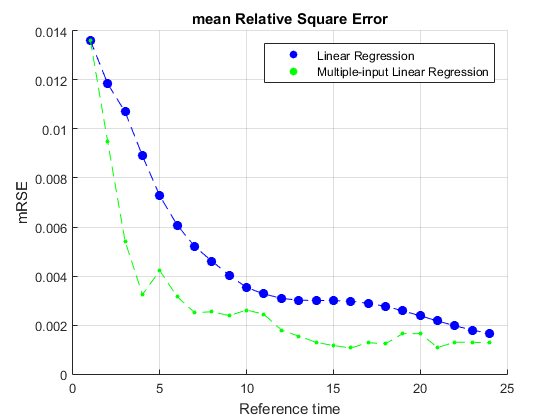 mean Relative Square Error
Linear Regression
Multiple-input Linear Regression
mRSE
0.014
0.012
0.01
0.008
0.006
0.004
0.002
0
0 5 10 15 20 25
Reference time